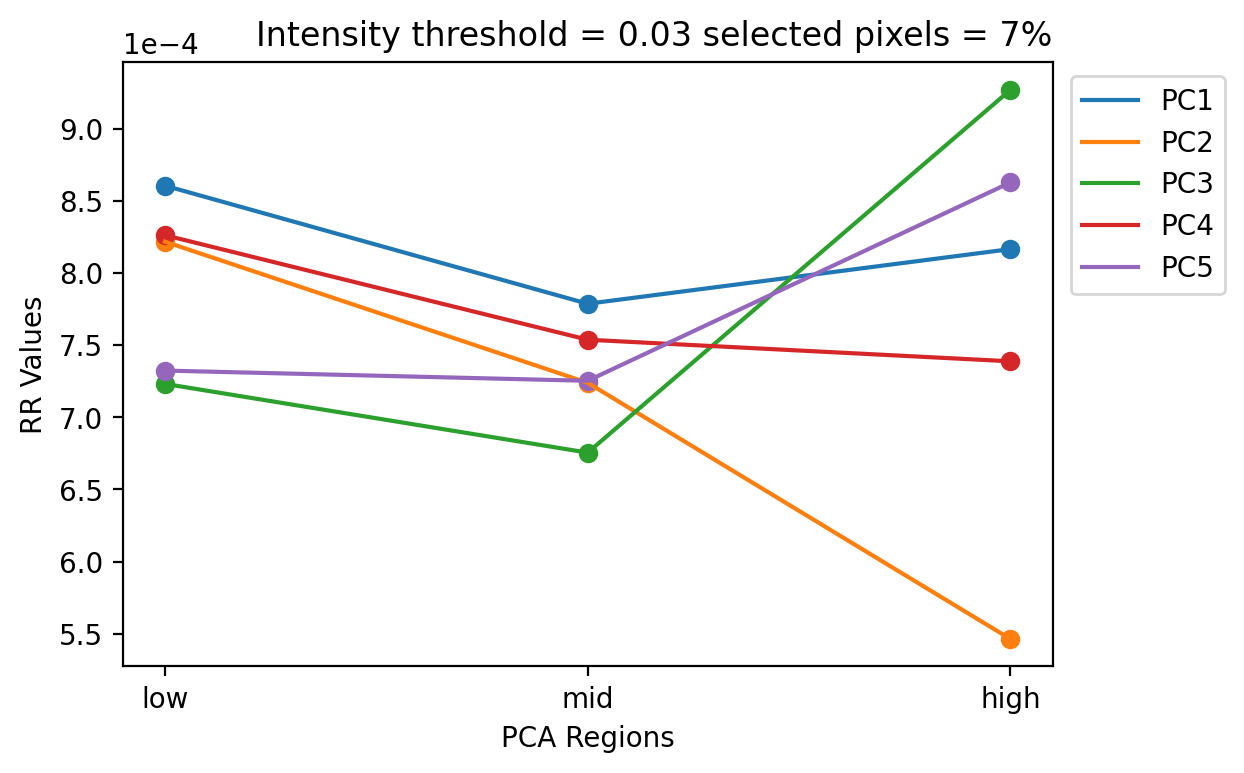 Intensity threshold = 0.03 selected pixels = 7%
1e−4
9.0
8.5
8.0
7.5
7.0
6.5
6.0
5.5
RR Values
low mid high
PCA Regions
PC1
PC2
PC3
PC4
PC5